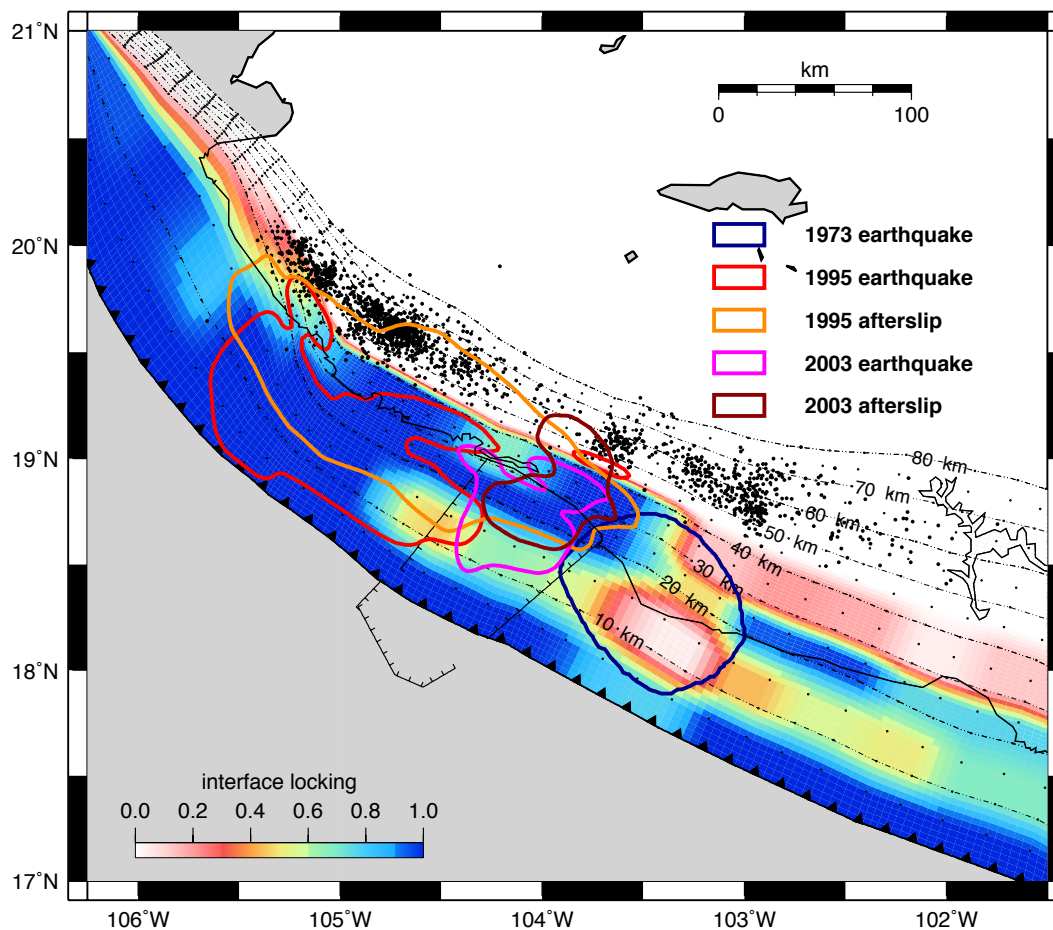 21˚N
20˚N
19˚N
18˚N
17˚N
106˚W
105˚W
104˚W
103˚W
102˚W
km
0
100
1973 earthquake
1995 earthquake
1995 afterslip
2003 earthquake
2003 afterslip
80 km
70 km
60 km
50 km
40 km
30 km
20 km
10 km
interface locking
0.0 0.2 0.4 0.6 0.8 1.0